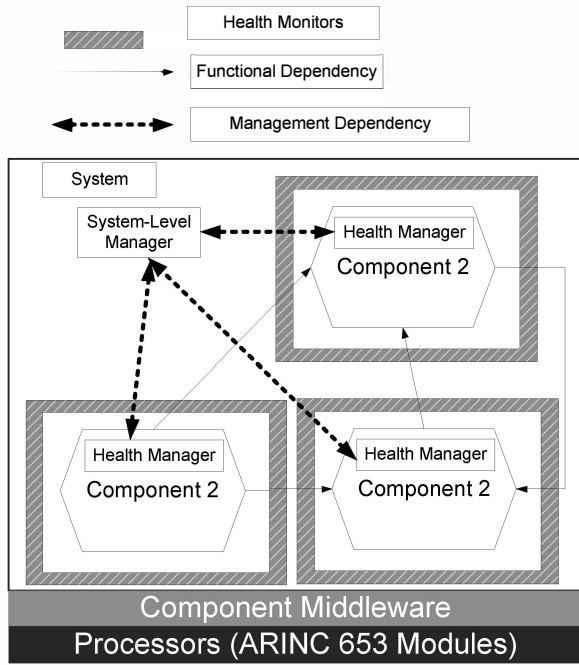 Health Monitors
Functional Dependency
Management Dependency
System
System-Level
Manager
Health Manager
Component 2
Health Manager
Component 2
Health Manager
Component 2
Component Middleware
Processors (ARINC 653 Modules)